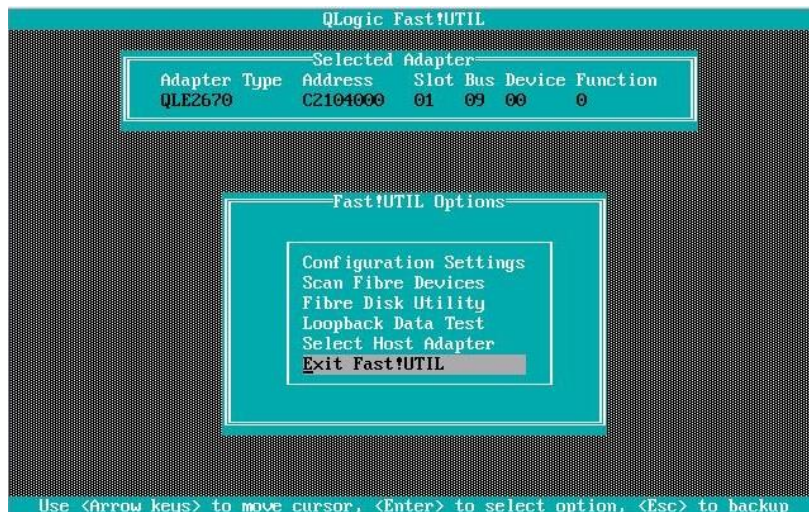 QLogic Fast!UTIL
Selected Adapter
Adapter Type Address Slot Bus Device Function
QLE2670 C2104000 01 09 00 0
Fast!UTIL Options
Configuration Settings
Scan Fibre Devices
Fibre Disk Utility
Loopback Data Test
Select Host Adapter
Exit Fast!UTIL
Use <Arrow keys> to move cursor, <Enter> to select option, <Esc> to backup